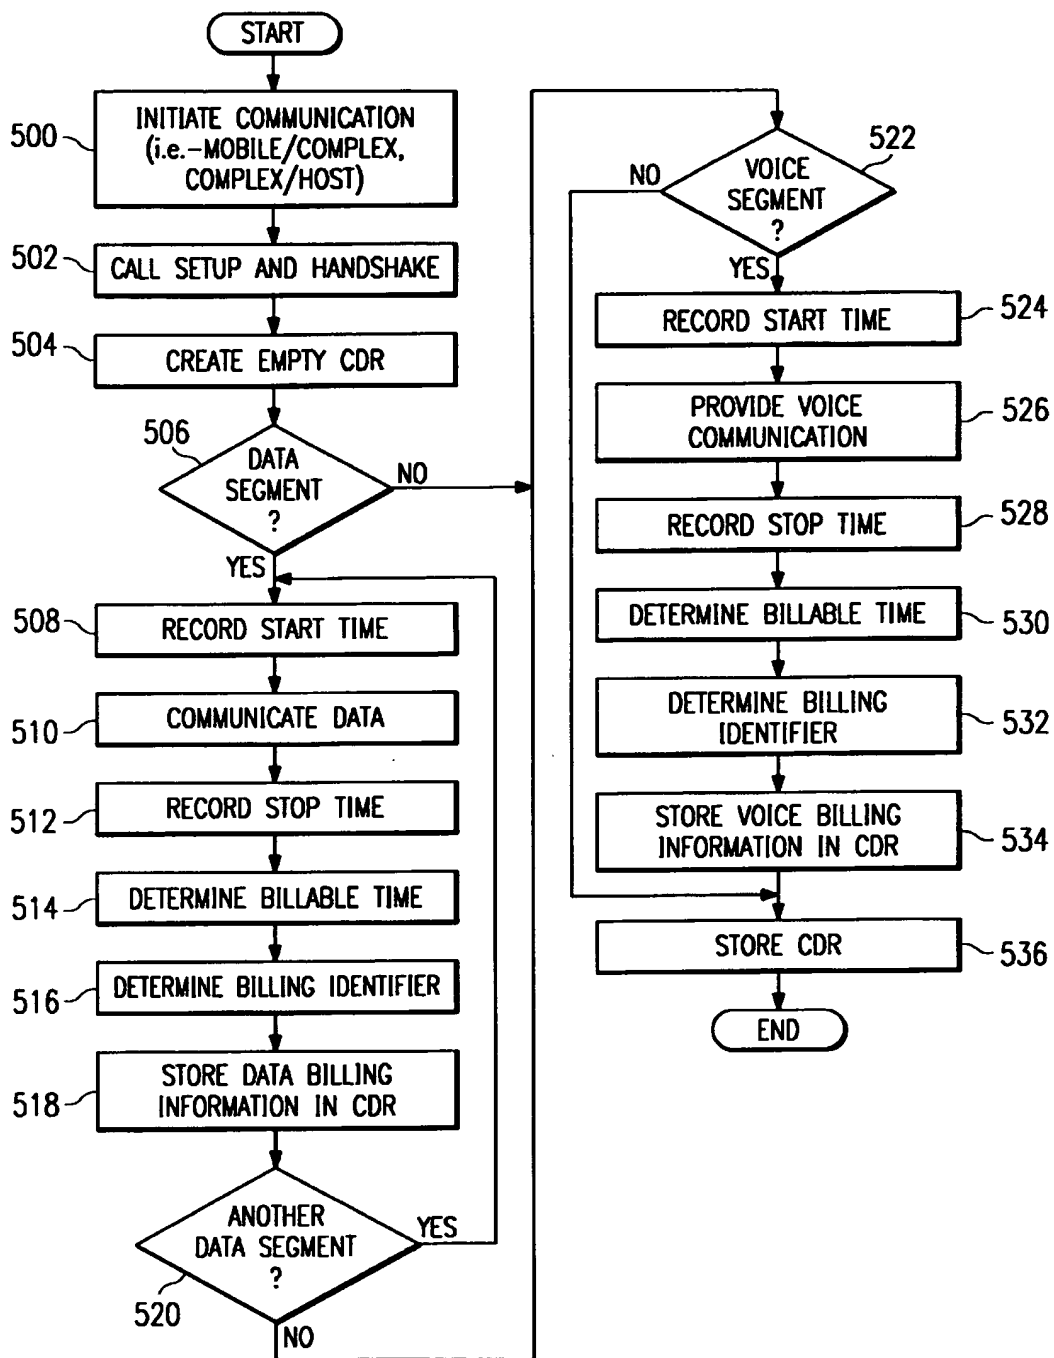 START
500
INITIATE COMMUNICATION
(i.e.-MOBILE/COMPLEX,
COMPLEX/HOST)
502
CALL SETUP AND HANDSHAKE
504
CREATE EMPTY CDR
506
DATA
SEGMENT
?
NO
YES
508
RECORD START TIME
510
COMMUNICATE DATA
512
RECORD STOP TIME
514
DETERMINE BILLABLE TIME
516
DETERMINE BILLING IDENTIFIER
518
STORE DATA BILLING
INFORMATION IN CDR
ANOTHER
DATA SEGMENT
?
YES
520
NO
522
VOICE
SEGMENT
?
NO
YES
RECORD START TIME
524
PROVIDE VOICE
COMMUNICATION
526
RECORD STOP TIME
528
DETERMINE BILLABLE TIME
530
DETERMINE BILLING
IDENTIFIER
532
STORE VOICE BILLING
INFORMATION IN CDR
534
STORE CDR
536
END